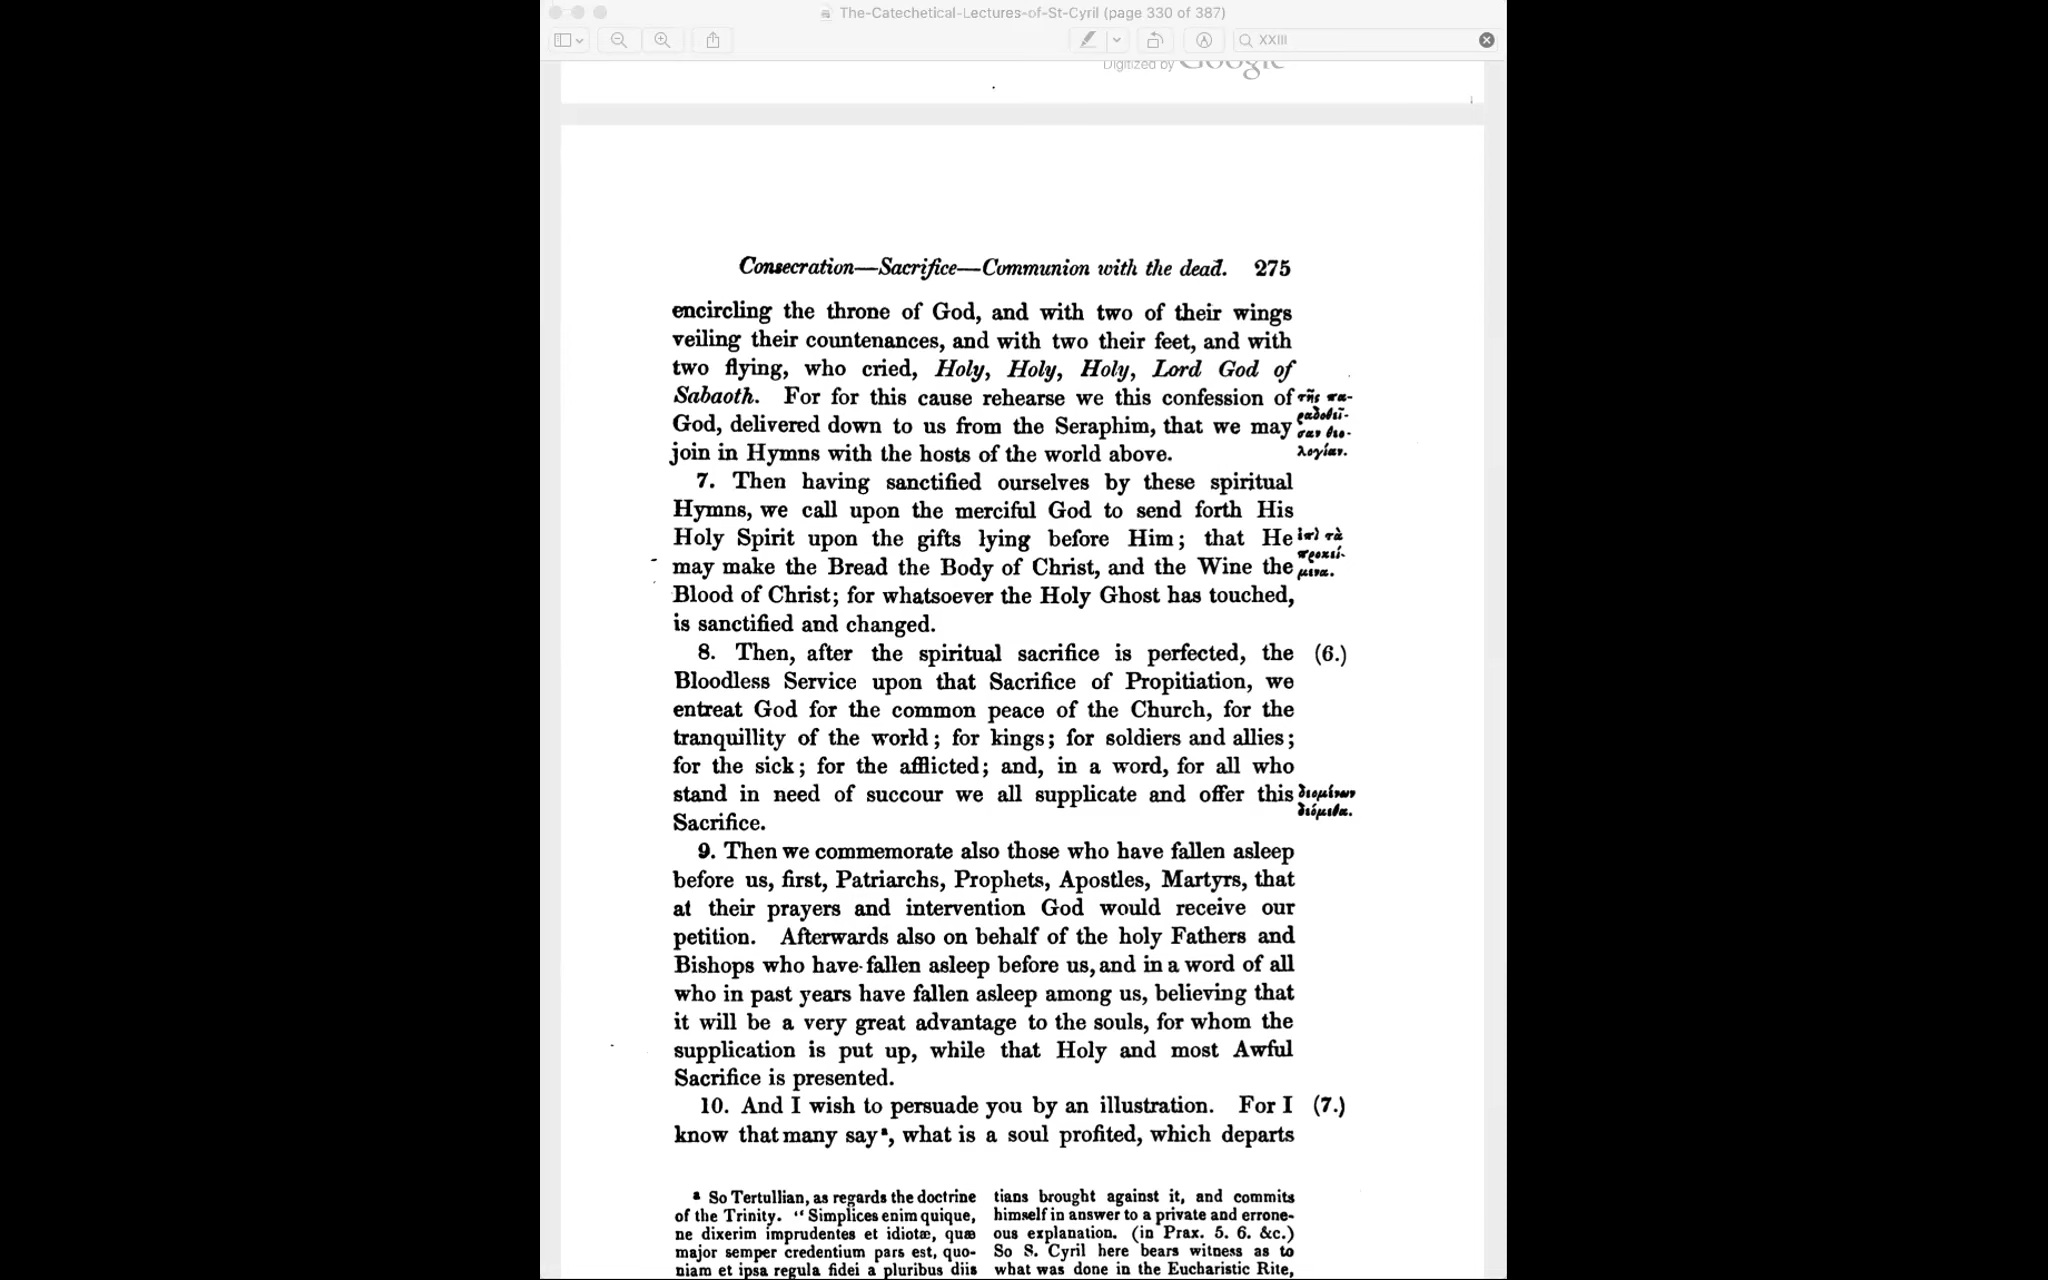 The-Catechetical-Lectures-of-St-Cyril (page 330 of 387)
XXIII
Digitized by Google
Consecration—Sacrifice—Communion with the dead. 275
encircling the throne of God, and with two of their wings
veiling their countenances, and with two their feet, and with
two flying, who cried, Holy, Holy, Holy, Lord God of
Sabaoth. For for this cause rehearse we this confession of τῆς πα-
ραδοθεῖ-
God, delivered down to us from the Seraphim, that we may σαν θεο-
join in Hymns with the hosts of the world above. λογίαν.
7. Then having sanctified ourselves by these spiritual
Hymns, we call upon the merciful God to send forth His
Holy Spirit upon the gifts lying before Him; that He ἐπὶ τὰ
προκεί-
may make the Bread the Body of Christ, and the Wine the μενα.
Blood of Christ; for whatsoever the Holy Ghost has touched,
is sanctified and changed.
8. Then, after the spiritual sacrifice is perfected, the (6.)
Bloodless Service upon that Sacrifice of Propitiation, we
entreat God for the common peace of the Church, for the
tranquillity of the world; for kings; for soldiers and allies;
for the sick; for the afflicted; and, in a word, for all who
stand in need of succour we all supplicate and offer this δεομένων
δεόμεθα.
Sacrifice.
9. Then we commemorate also those who have fallen asleep
before us, first, Patriarchs, Prophets, Apostles, Martyrs, that
at their prayers and intervention God would receive our
petition. Afterwards also on behalf of the holy Fathers and
Bishops who have fallen asleep before us, and in a word of all
who in past years have fallen asleep among us, believing that
it will be a very great advantage to the souls, for whom the
supplication is put up, while that Holy and most Awful
Sacrifice is presented.
10. And I wish to persuade you by an illustration. For I (7.)
know that many say a, what is a soul profited, which departs
a So Tertullian, as regards the doctrine
of the Trinity. "Simplices enim quique,
ne dixerim imprudentes et idiotæ, quæ
major semper credentium pars est, quo-
niam et ipsa regula fidei a pluribus diis
tians brought against it, and commits
himself in answer to a private and errone-
ous explanation. (in Prax. 5. 6. &c.)
So S. Cyril here bears witness as to
what was done in the Eucharistic Rite,